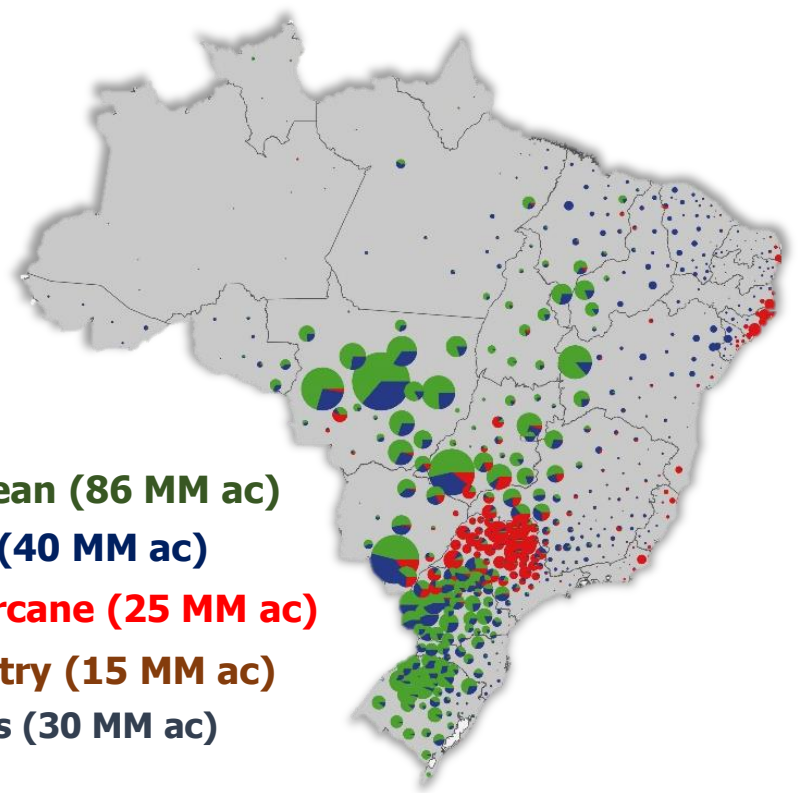 ean (86 MM ac)
(40 MM ac)
rcane (25 MM ac)
try (15 MM ac)
s (30 MM ac)